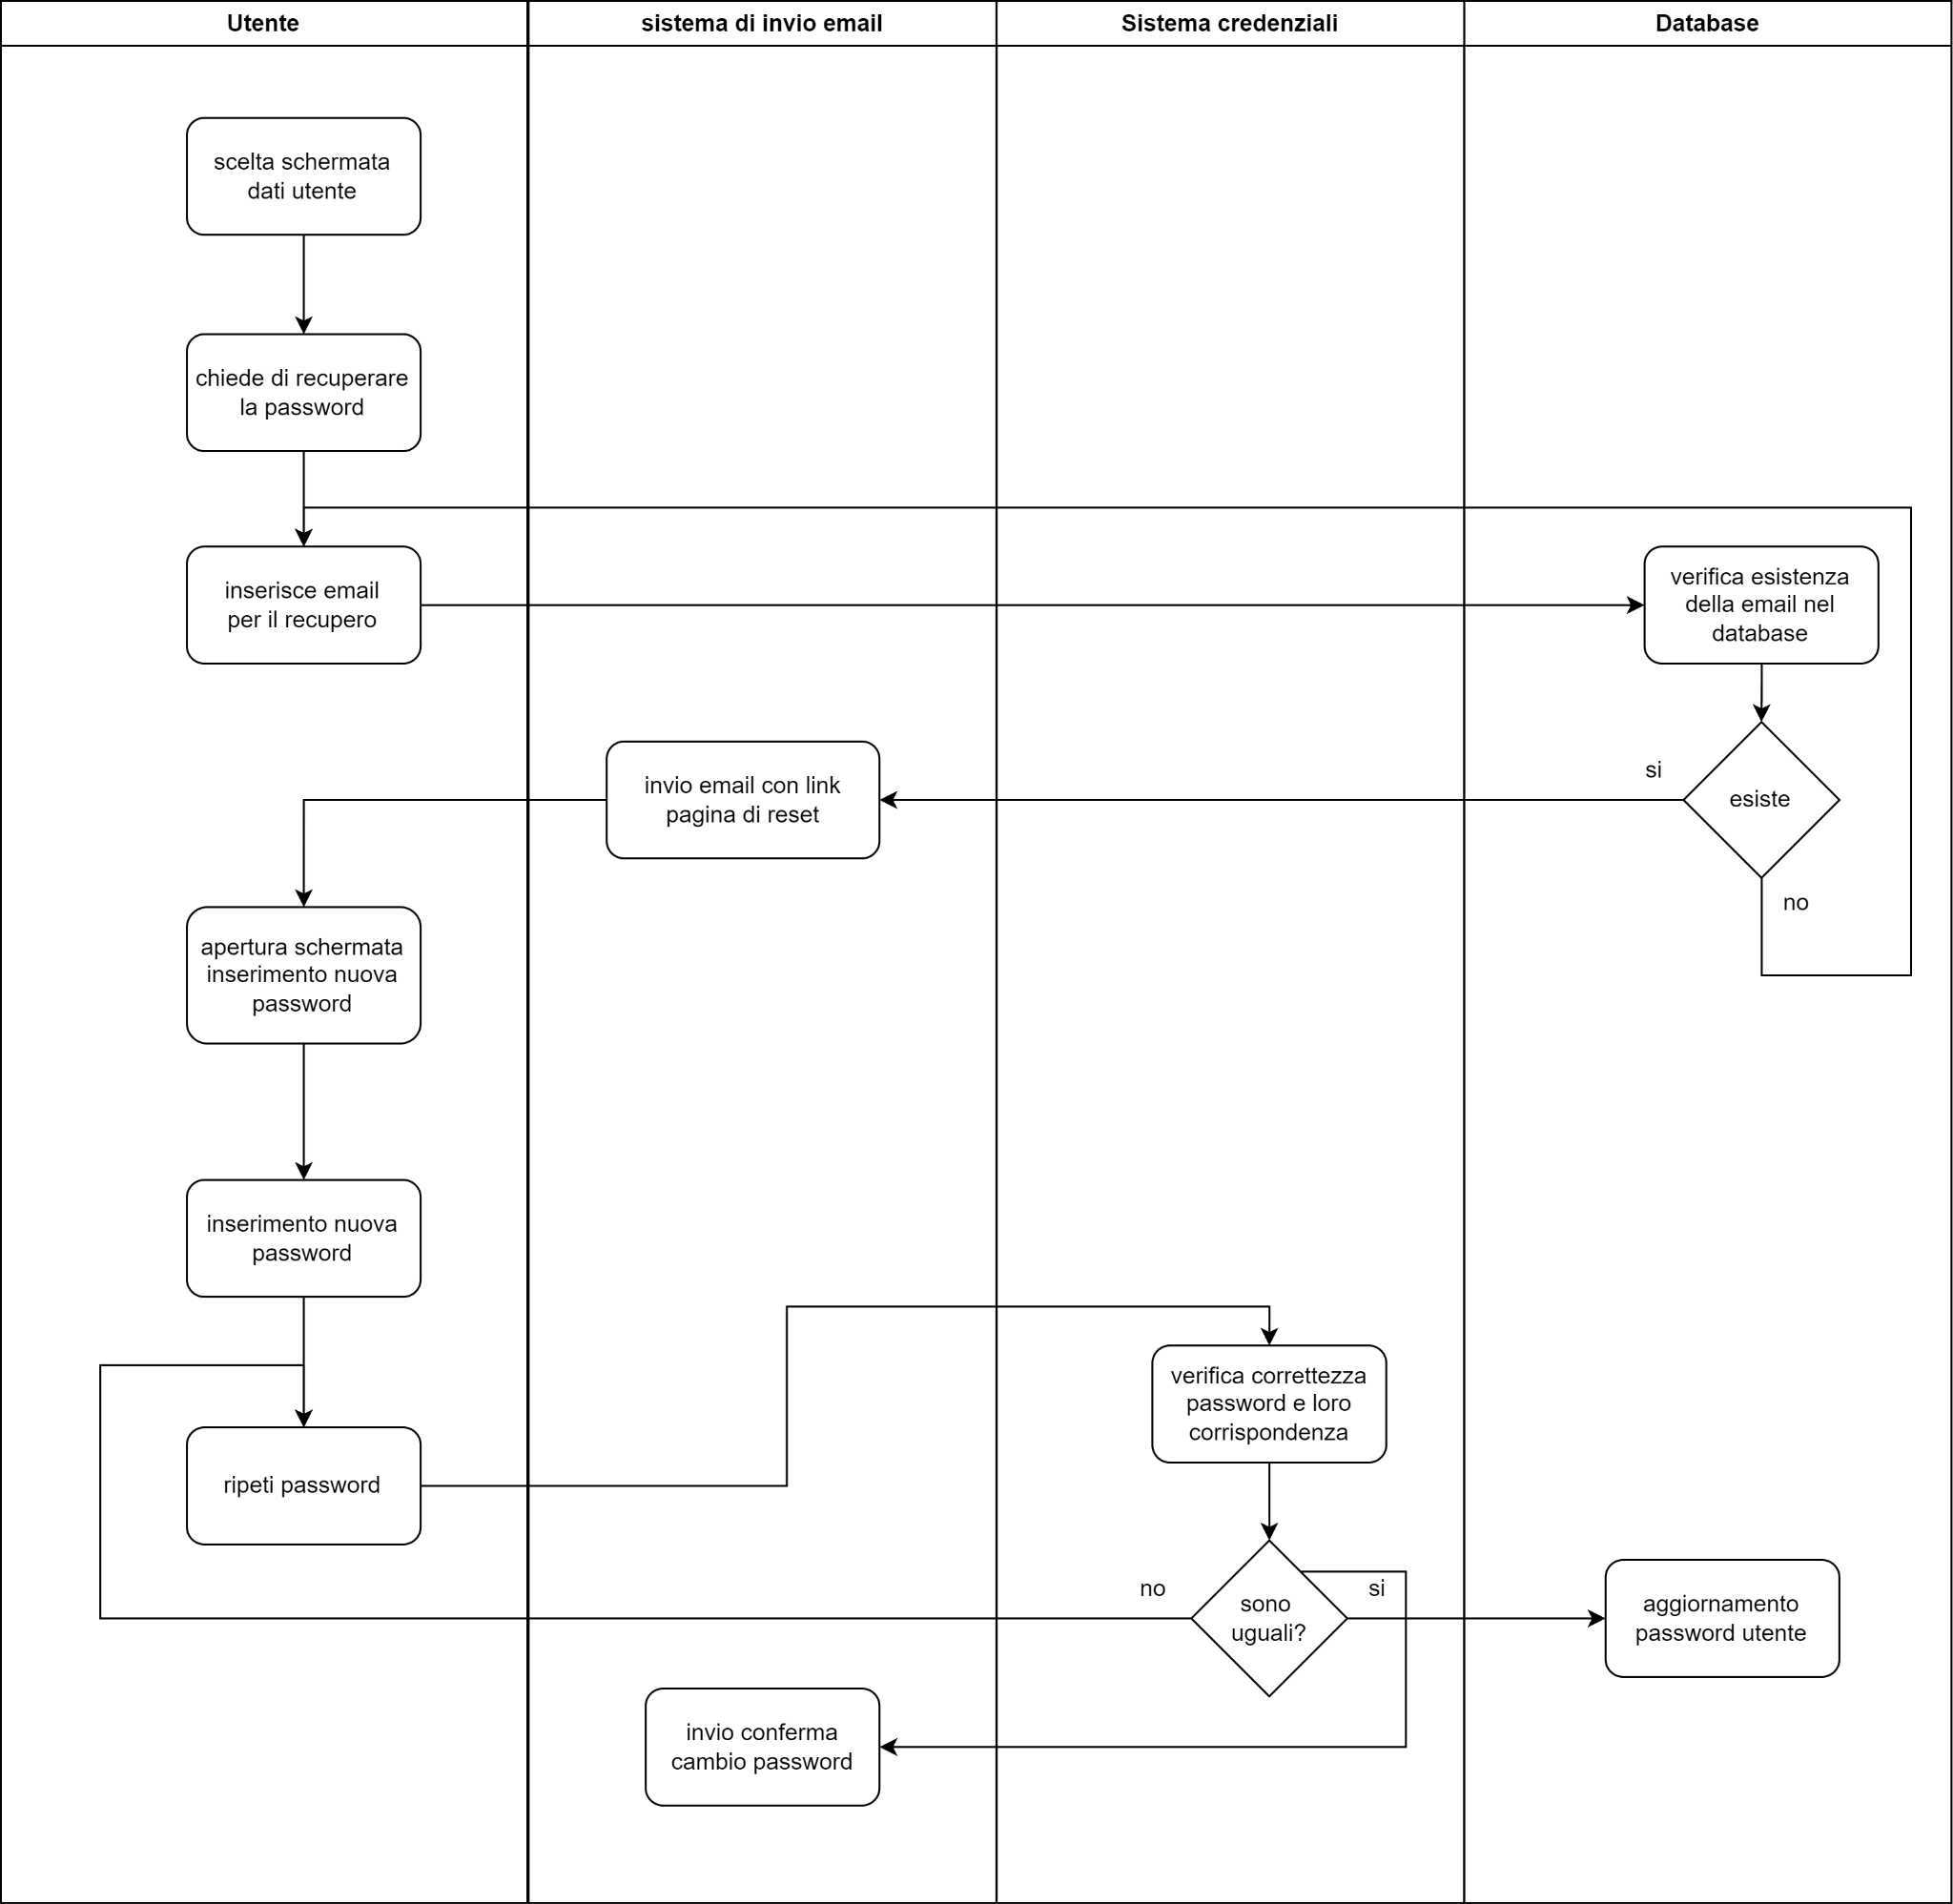 Utente
sistema di invio email
Sistema credenziali
Database
scelta schermata
dati utente
chiede di recuperare
la password
inserisce email
per il recupero
verifica esistenza
della email nel
database
si
esiste
no
invio email con link
pagina di reset
apertura schermata
inserimento nuova
password
inserimento nuova
password
ripeti password
verifica correttezza
password e loro
corrispondenza
no
sono
uguali?
si
aggiornamento
password utente
invio conferma
cambio password